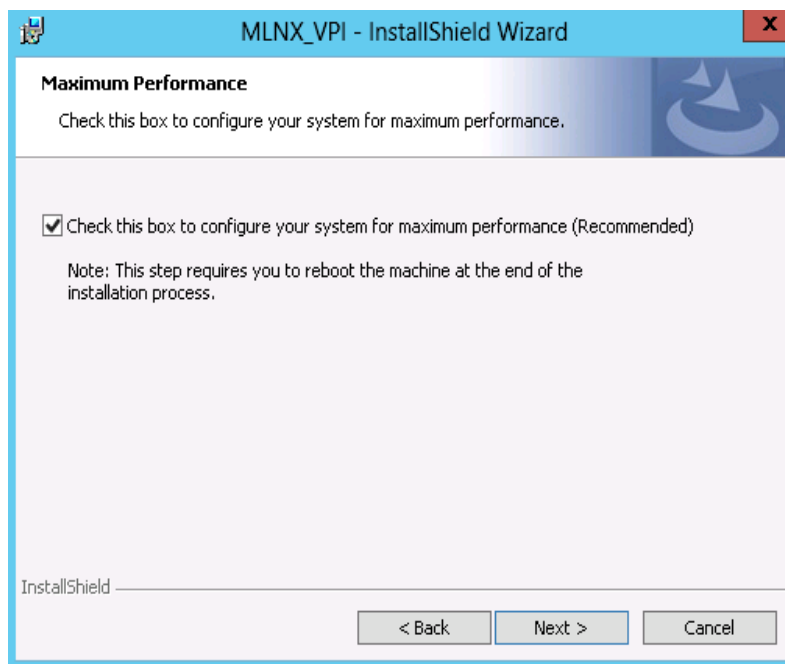 MLNX_VPI - InstallShield Wizard
x
Maximum Performance
Check this box to configure your system for maximum performance.
Check this box to configure your system for maximum performance (Recommended)
Note: This step requires you to reboot the machine at the end of the
installation process.
InstallShield
< Back
Next >
Cancel